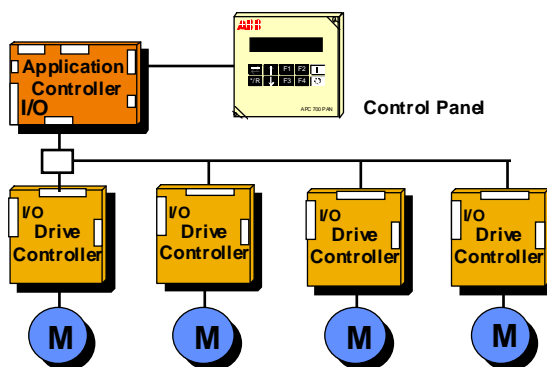 ABB
Application
Controller
I/O
F1 F2
*/R F3 F4
APC 700 PAN
Control Panel
I/O
Drive
Controller
I/O
Drive
Controller
I/O
Drive
Controller
I/O
Drive
Controller
M
M
M
M